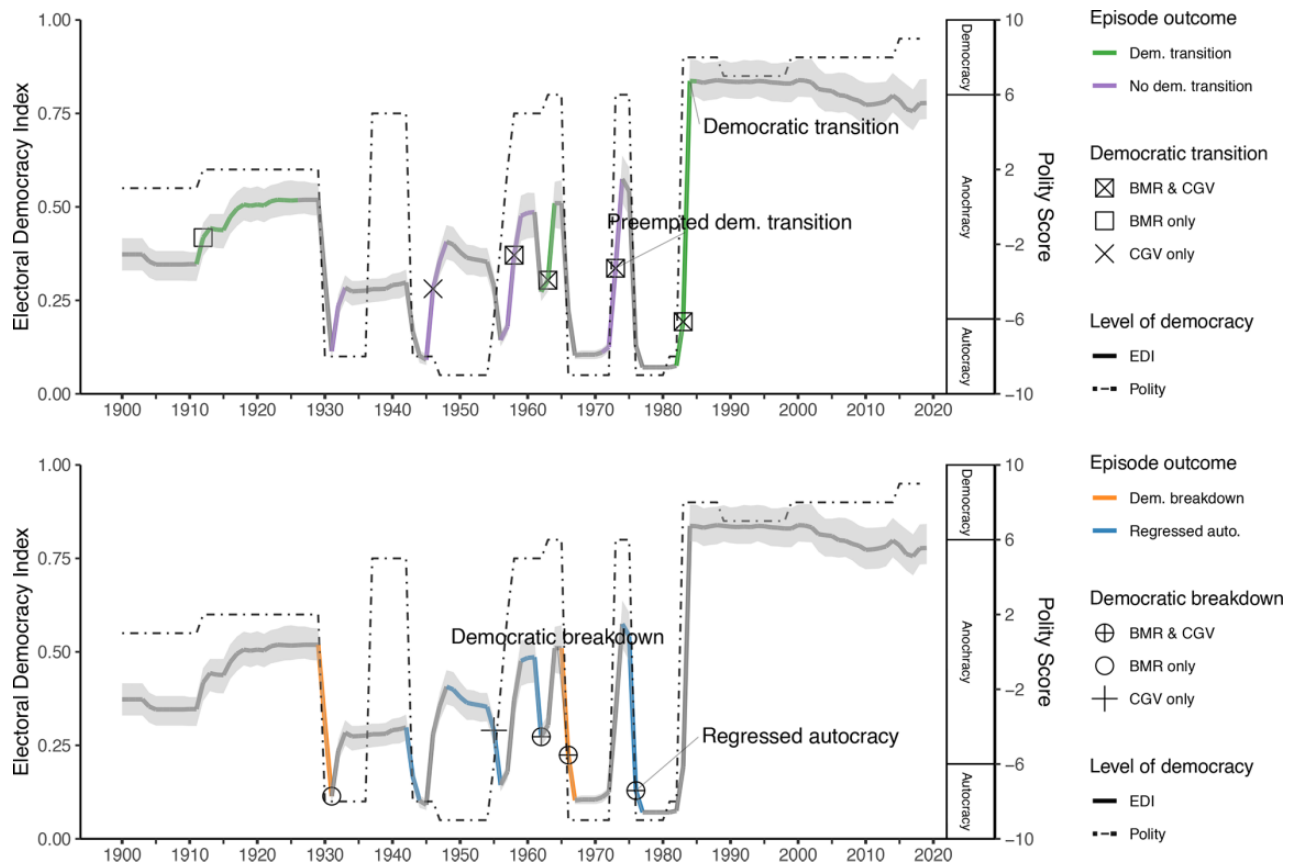 Electoral Democracy Index
1.00
0.75
0.50
0.25
0.00
1900 1910 1920 1930 1940 1950 1960 1970 1980 1990 2000 2010 2020
Democratic transition
Preempted dem. transition
Democracy
Anochracy
Autocracy
10
6
2
−2
−6
−10
Polity Score
Episode outcome
Dem. transition
No dem. transition
Democratic transition
BMR & CGV
BMR only
CGV only
Level of democracy
EDI
Polity
Electoral Democracy Index
1.00
0.75
0.50
0.25
0.00
1900 1910 1920 1930 1940 1950 1960 1970 1980 1990 2000 2010 2020
Democratic breakdown
Regressed autocracy
Democracy
Anochracy
Autocracy
10
6
2
−2
−6
−10
Polity Score
Episode outcome
Dem. breakdown
Regressed auto.
Democratic breakdown
BMR & CGV
BMR only
CGV only
Level of democracy
EDI
Polity